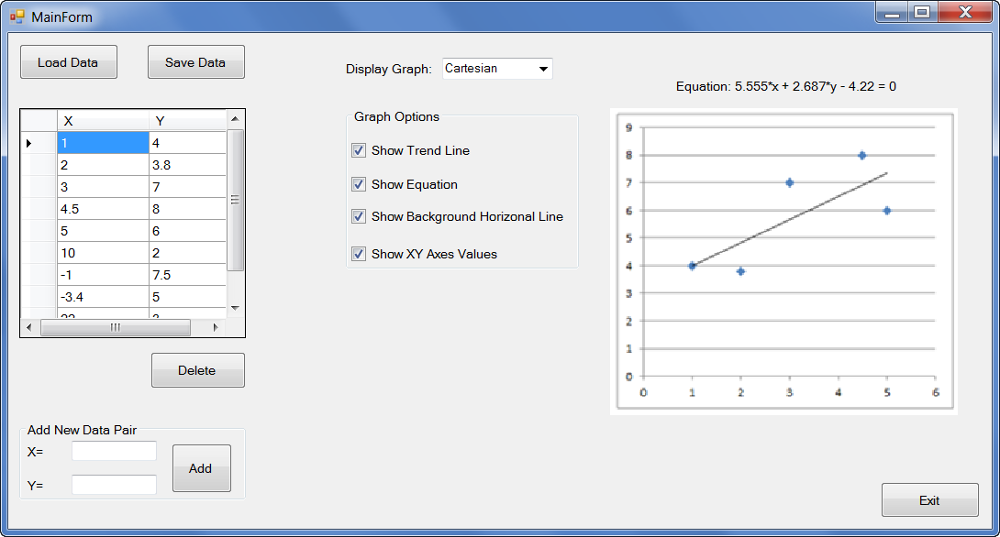 MainForm
Load Data
Save Data
X Y
1 4
2 3.8
3 7
4.5 8
5 6
10 2
-1 7.5
-3.4 5
Delete
Add New Data Pair
X=
Y=
Add
Display Graph: Cartesian
Graph Options
Show Trend Line
Show Equation
Show Background Horizonal Line
Show XY Axes Values
Equation: 5.555*x + 2.687*y - 4.22 = 0
9
8
7
6
5
4
3
2
1
0
0 1 2 3 4 5 6
Exit